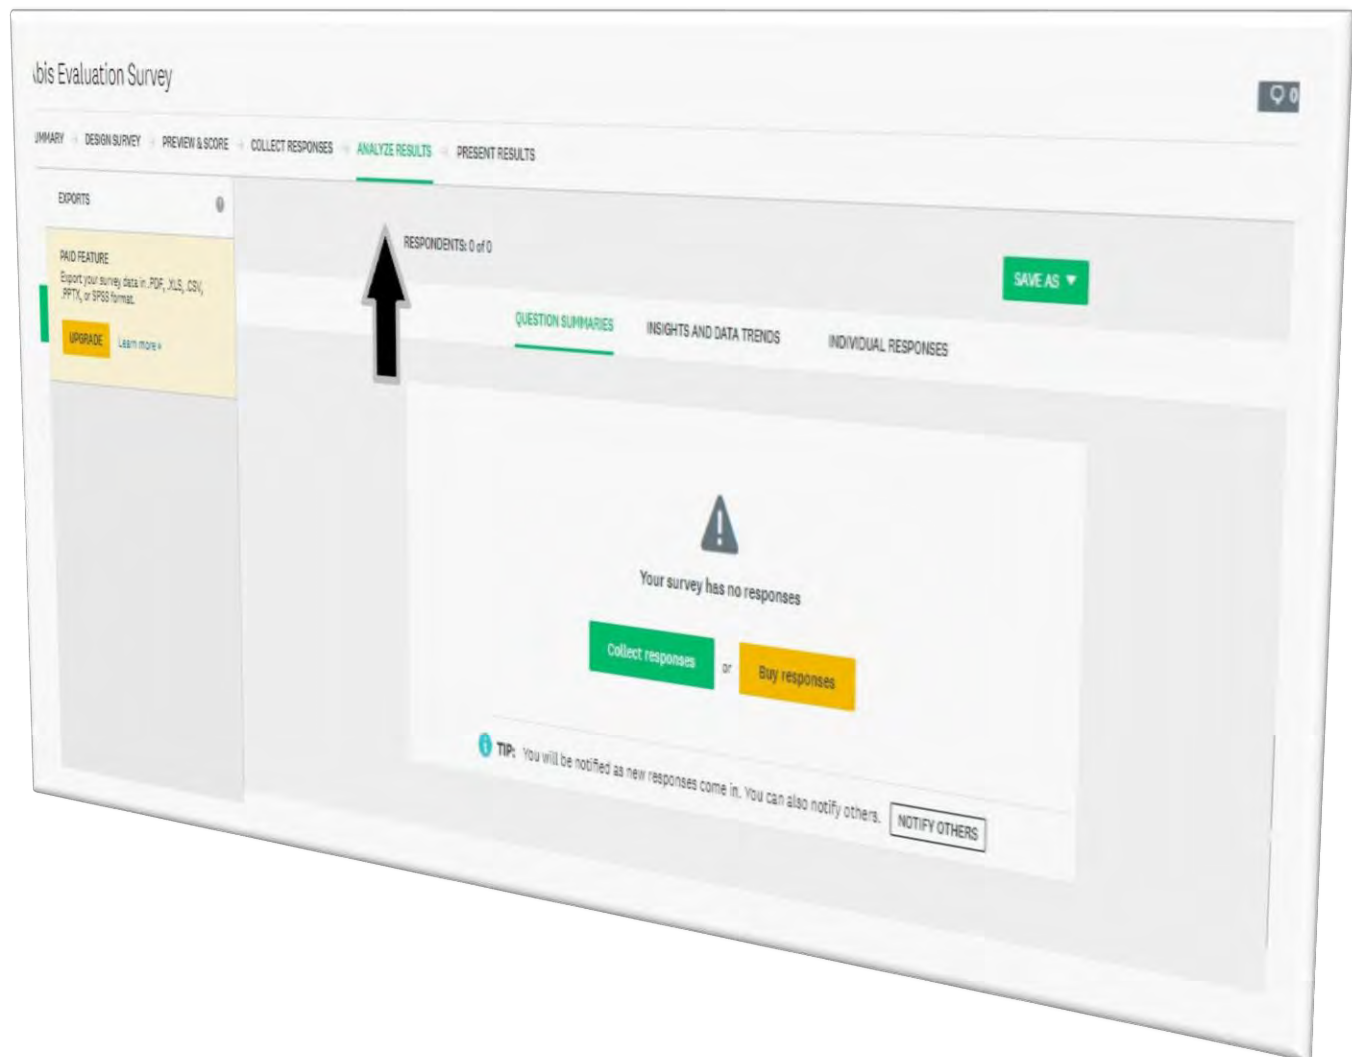 bis Evaluation Survey
0
MMARY → DESIGN SURVEY → PREVIEW & SCORE → COLLECT RESPONSES → ANALYZE RESULTS → PRESENT RESULTS
EXPORTS
PAID FEATURE
Export your survey data in .PDF, .XLS, .CSV,
.PPTX, or SPSS format.
UPGRADE Learn more »
RESPONDENTS: 0 of 0
SAVE AS ▼
QUESTION SUMMARIES INSIGHTS AND DATA TRENDS INDIVIDUAL RESPONSES
Your survey has no responses
Collect responses or Buy responses
TIP: You will be notified as new responses come in. You can also notify others. NOTIFY OTHERS